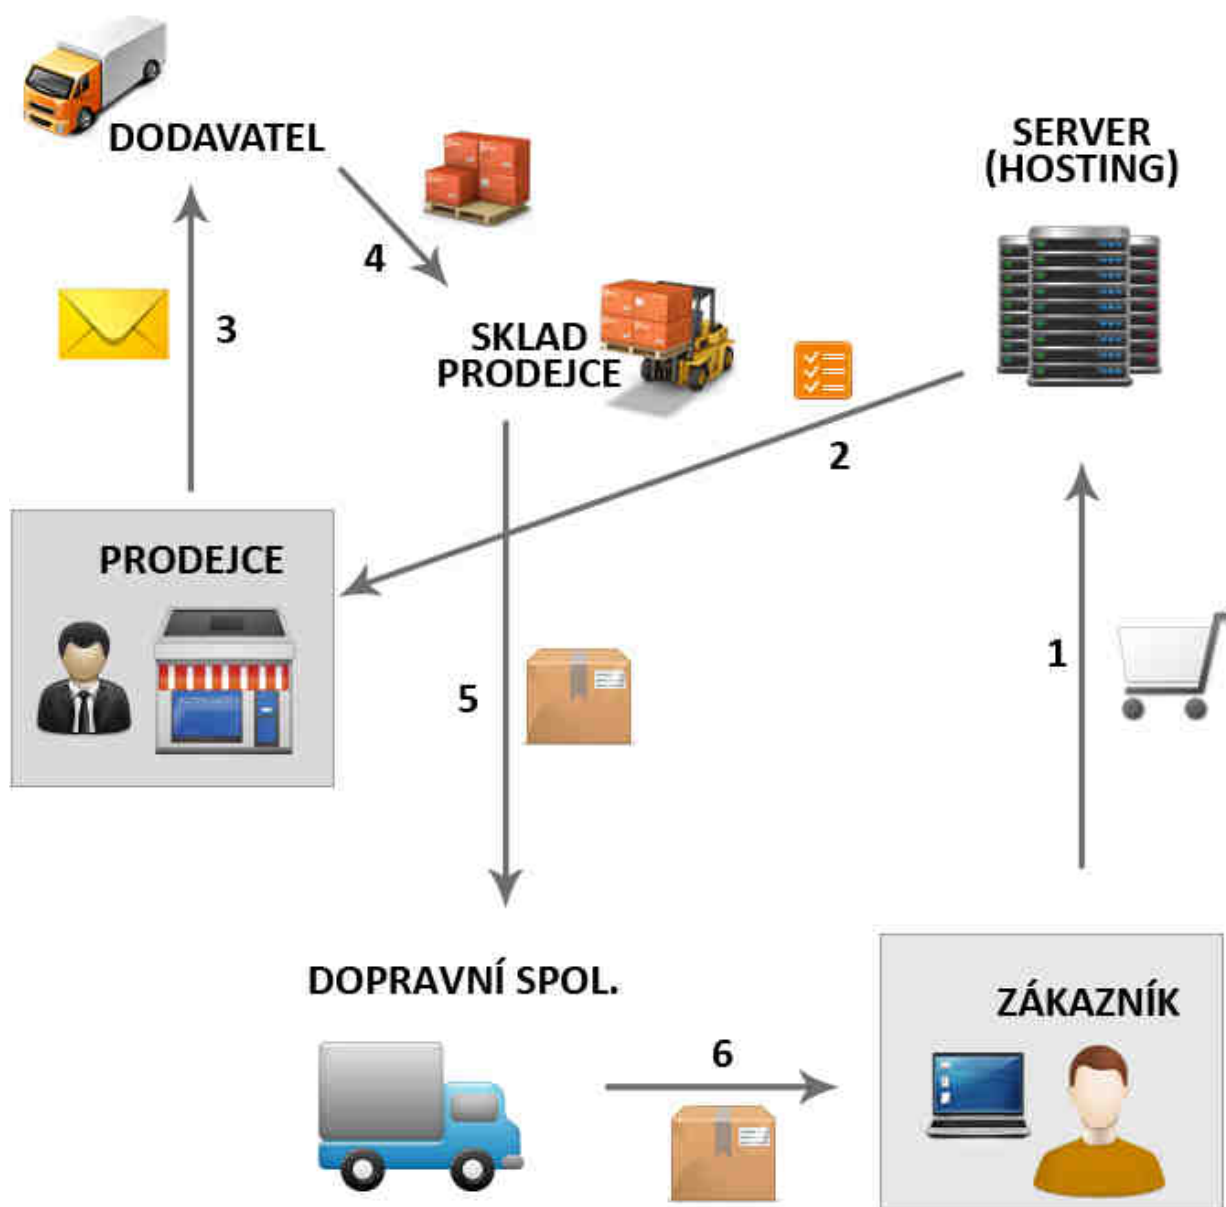 DODAVATEL
SERVER
(HOSTING)
4
3
SKLAD
PRODEJCE
2
PRODEJCE
1
5
DOPRAVNÍ SPOL.
ZÁKAZNÍK
6